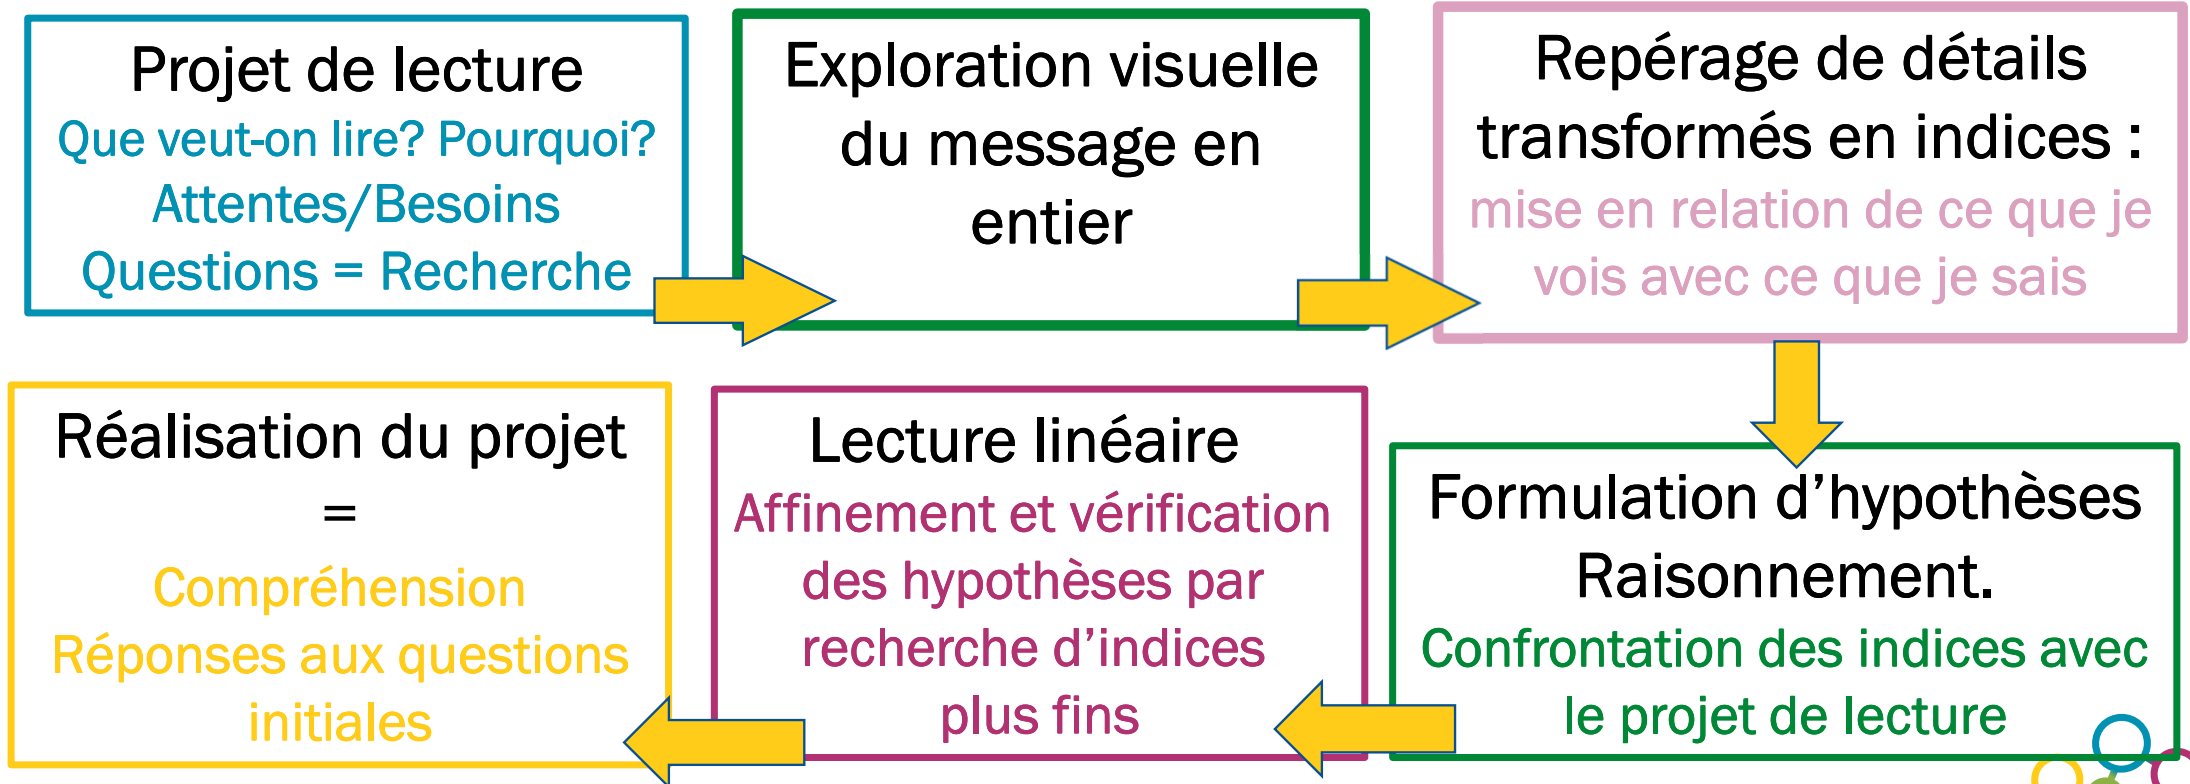 Projet de lecture
Que veut-on lire? Pourquoi?
Attentes/Besoins
Questions = Recherche
Exploration visuelle
du message en
entier
Repérage de détails
transformés en indices :
mise en relation de ce que je
vois avec ce que je sais
Formulation d’hypothèses
Raisonnement.
Confrontation des indices avec
le projet de lecture
Lecture linéaire
Affinement et vérification
des hypothèses par
recherche d’indices
plus fins
Réalisation du projet
=
Compréhension
Réponses aux questions
initiales